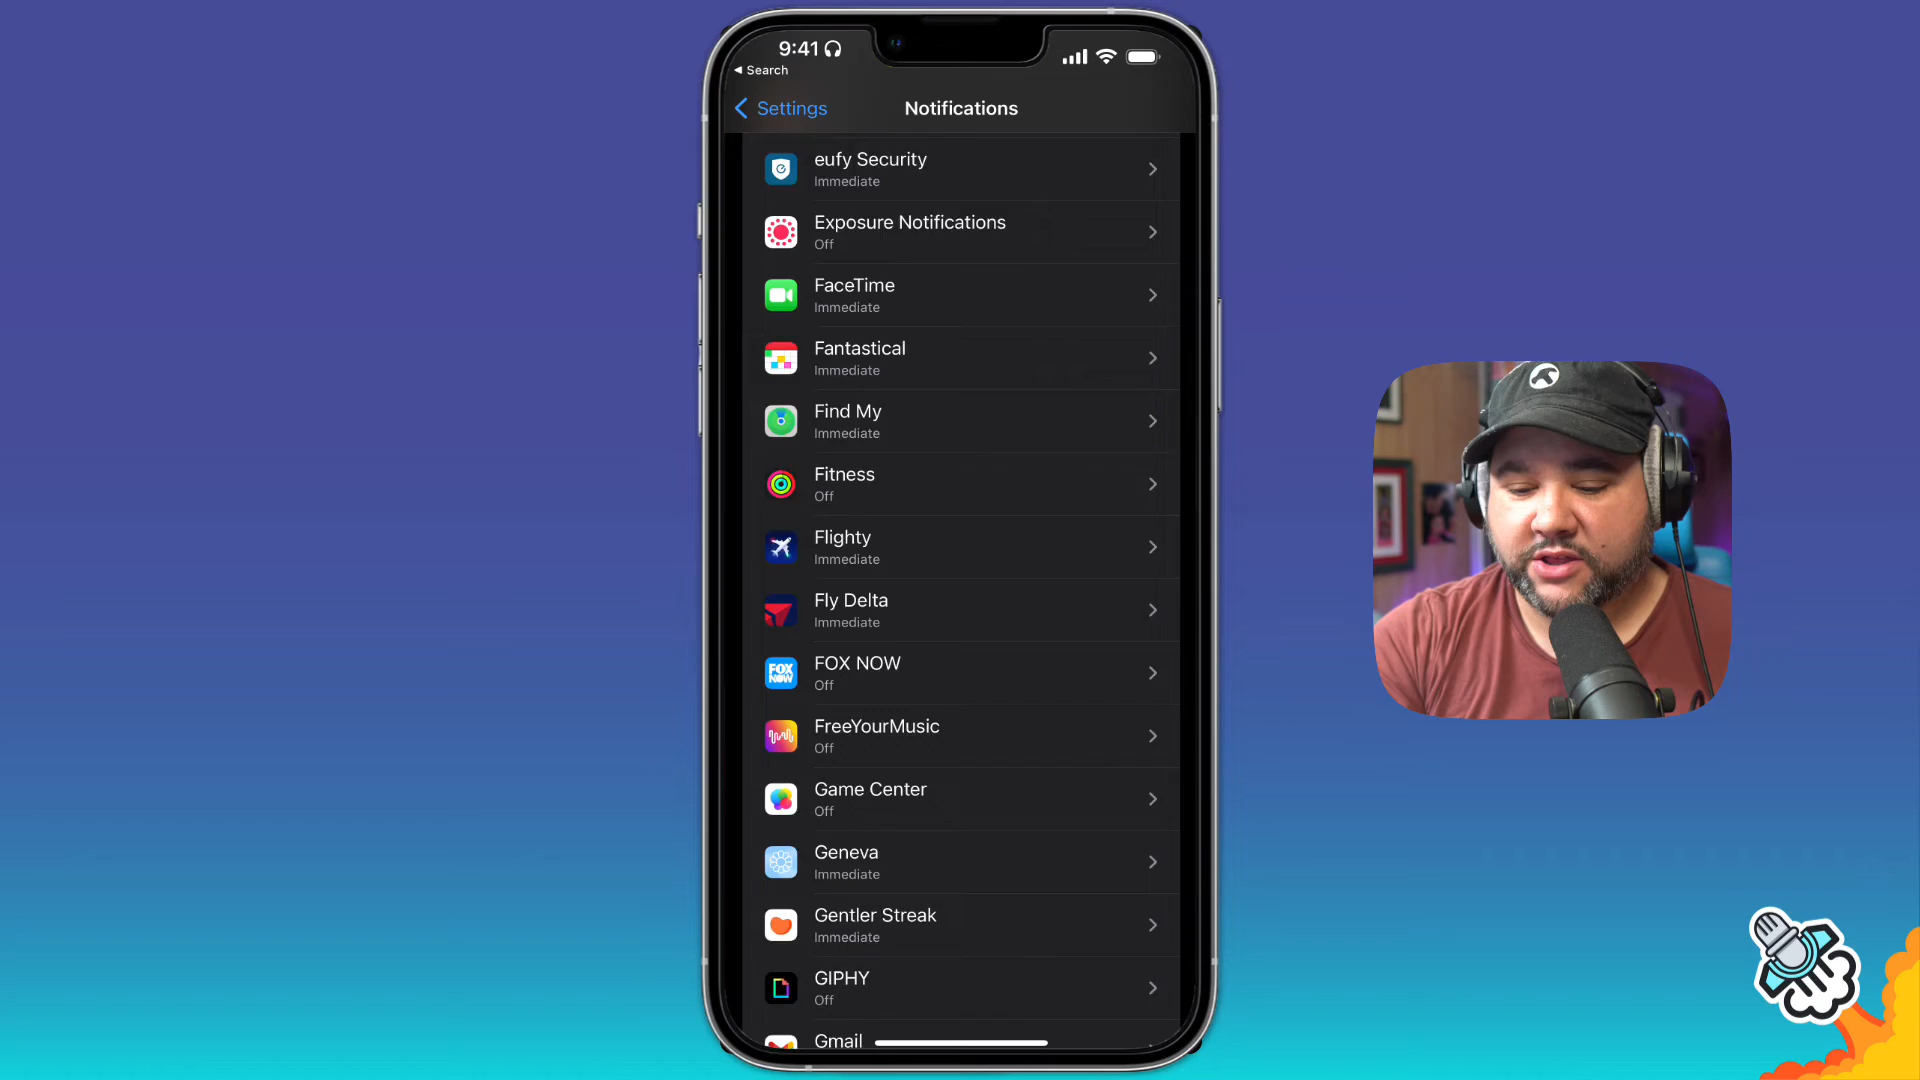 9:41
Search
Settings
Notifications
eufy Security
Immediate
Exposure Notifications
Off
FaceTime
Immediate
Fantastical
Immediate
Find My
Immediate
Fitness
Off
Flighty
Immediate
Fly Delta
Immediate
FOX NOW
Off
FOX
NOW
FreeYourMusic
Off
Game Center
Off
Geneva
Immediate
Gentler Streak
Immediate
GIPHY
Off
Gmail